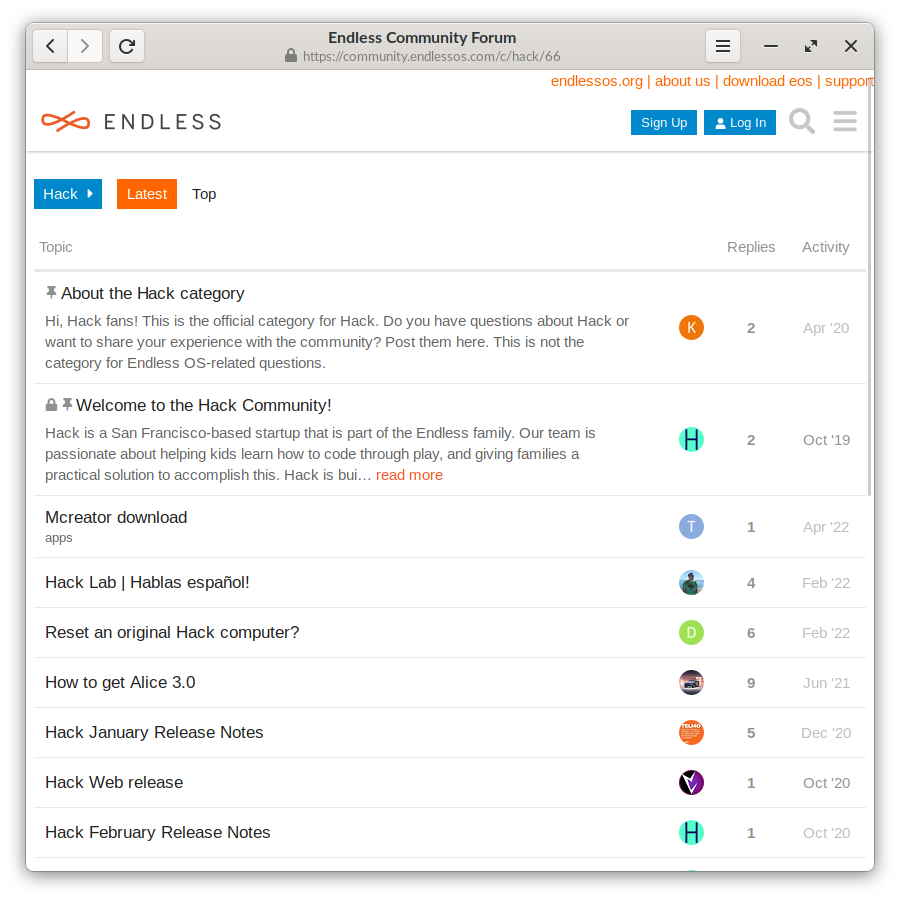 Endless Community Forum
https://community.endlessos.com/c/hack/66
endlessos.org | about us | download eos | support
ENDLESS
Sign Up
Log In
Hack
Latest
Top
Topic
Replies
Activity
About the Hack category
Hi, Hack fans! This is the official category for Hack. Do you have questions about Hack or
want to share your experience with the community? Post them here. This is not the
category for Endless OS-related questions.
K
2
Apr '20
Welcome to the Hack Community!
Hack is a San Francisco-based startup that is part of the Endless family. Our team is
passionate about helping kids learn how to code through play, and giving families a
practical solution to accomplish this. Hack is bui… read more
H
2
Oct '19
Mcreator download
apps
T
1
Apr '22
Hack Lab | Hablas español!
4
Feb '22
Reset an original Hack computer?
D
6
Feb '22
How to get Alice 3.0
9
Jun '21
Hack January Release Notes
TELMO
5
Dec '20
Hack Web release
1
Oct '20
Hack February Release Notes
H
1
Oct '20